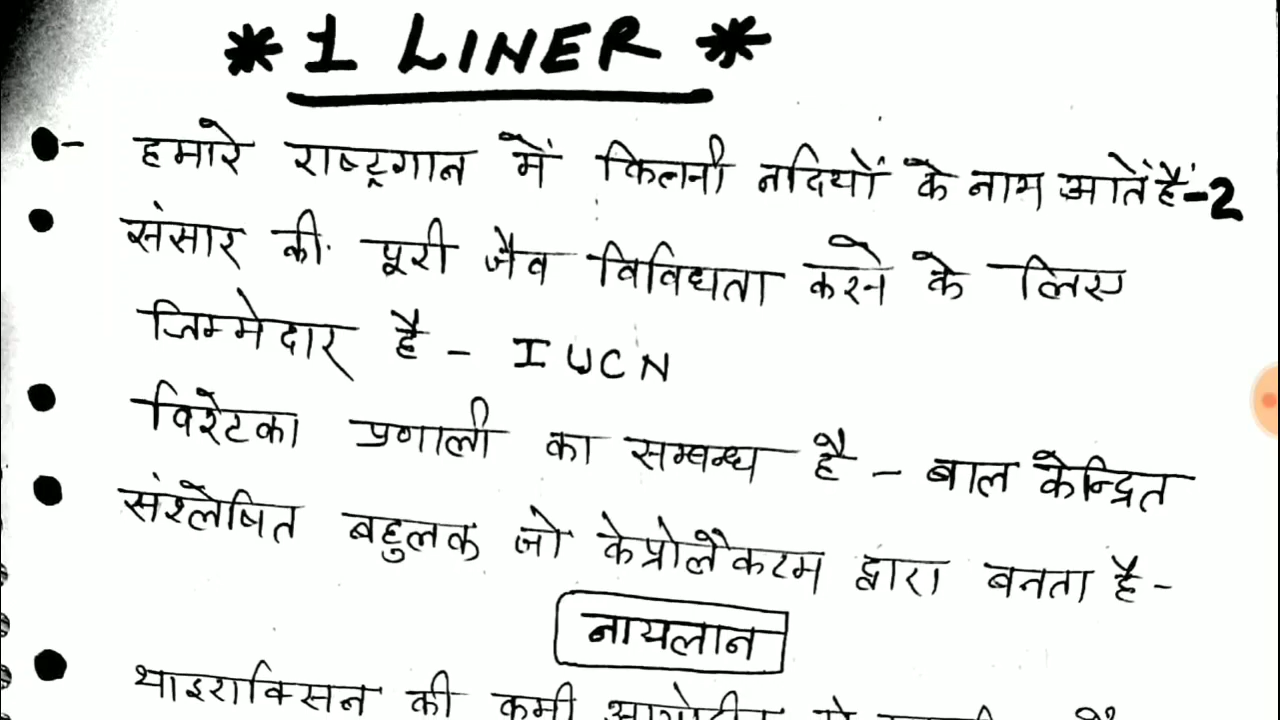 * 1 LINER *
हमारे राष्ट्रगान में कितनी नदियों के नाम आतें हैं -2
संसार की पूरी जैव विविधता करने के लिए
जिम्मेदार है - IUCN
विरेटका प्रणाली का सम्बन्ध है - बाल केन्द्रित
संश्लेषित बहुलक जो केप्रोलैकटम द्वारा बनता है -
नायलान
थाइराक्सिन की कमी